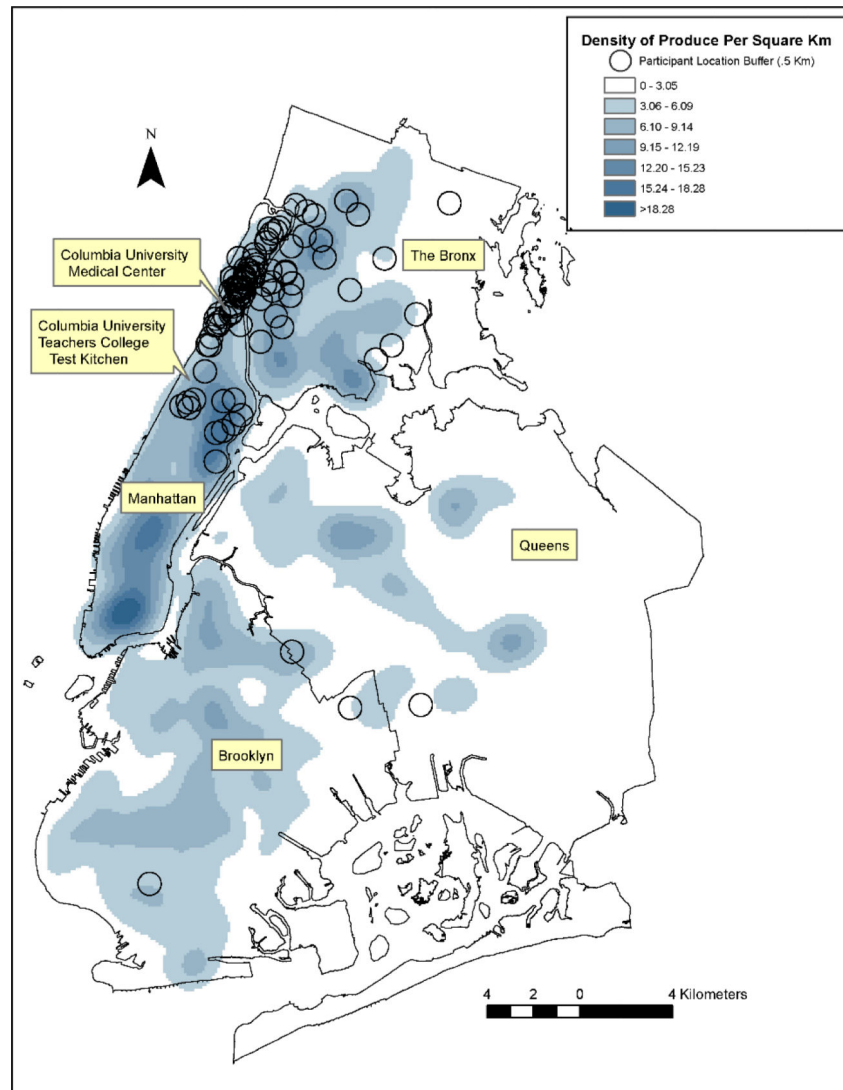 Density of Produce Per Square Km
Participant Location Buffer (.5 Km)
0 - 3.05
3.06 - 6.09
6.10 - 9.14
9.15 - 12.19
12.20 - 15.23
15.24 - 18.28
>18.28
N
Columbia University
Medical Center
The Bronx
Columbia University
Teachers College
Test Kitchen
Manhattan
Queens
Brooklyn
4 2 0 4 Kilometers